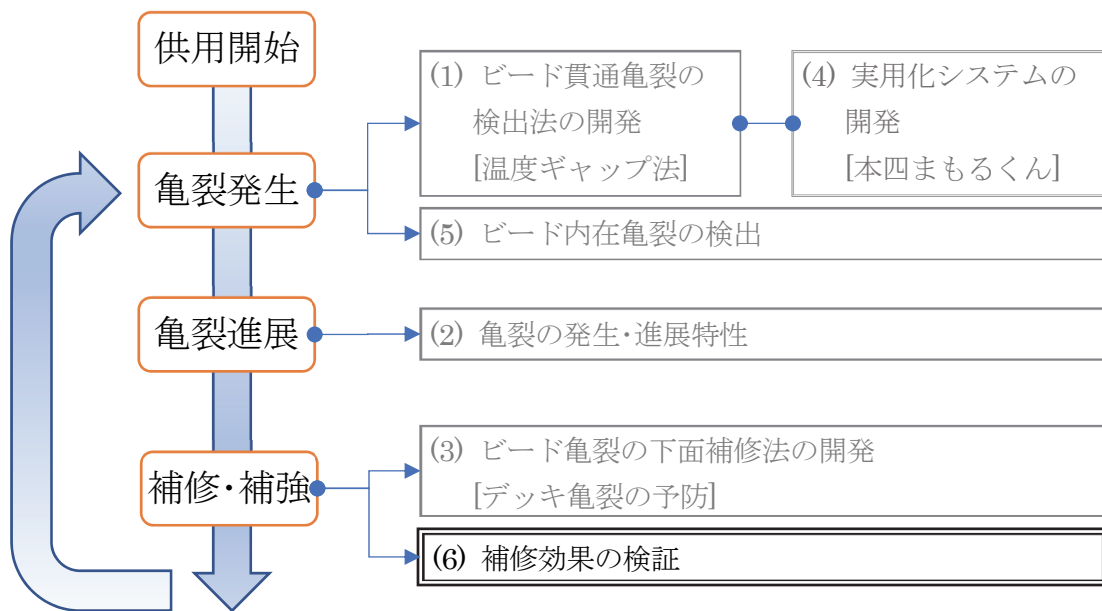 供用開始
亀裂発生
亀裂進展
補修･補強
(1) ビード貫通亀裂の
検出法の開発
[温度ギャップ法]
(4) 実用化システムの
開発
[本四まもるくん]
(5) ビード内在亀裂の検出
(2) 亀裂の発生･進展特性
(3) ビード亀裂の下面補修法の開発
[デッキ亀裂の予防]
(6) 補修効果の検証